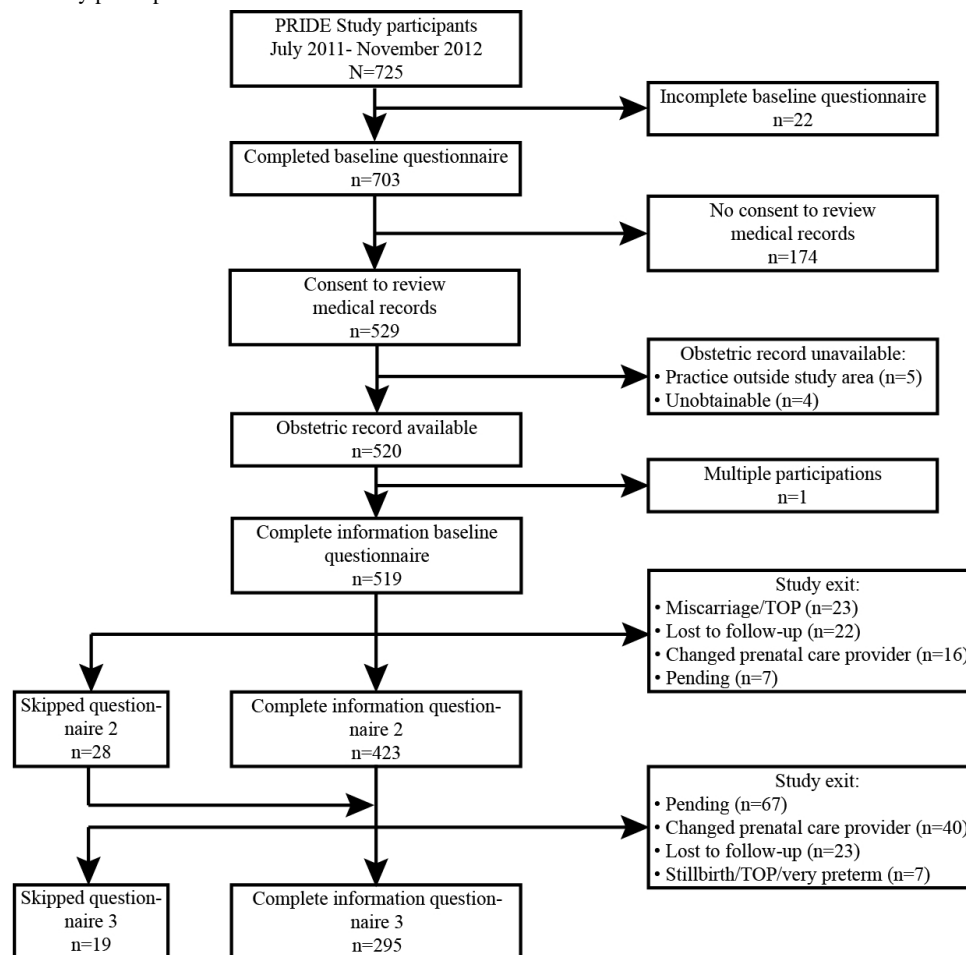 PRIDE Study participants
July 2011- November 2012
N=725
Incomplete baseline questionnaire
n=22
Completed baseline questionnaire
n=703
No consent to review
medical records
n=174
Consent to review
medical records
n=529
Obstetric record unavailable:
• Practice outside study area (n=5)
• Unobtainable (n=4)
Obstetric record available
n=520
Multiple participations
n=1
Complete information baseline
questionnaire
n=519
Study exit:
• Miscarriage/TOP (n=23)
• Lost to follow-up (n=22)
• Changed prenatal care provider (n=16)
• Pending (n=7)
Skipped question-
naire 2
n=28
Complete information question-
naire 2
n=423
Study exit:
• Pending (n=67)
• Changed prenatal care provider (n=40)
• Lost to follow-up (n=23)
• Stillbirth/TOP/very preterm (n=7)
Skipped question-
naire 3
n=19
Complete information question-
naire 3
n=295